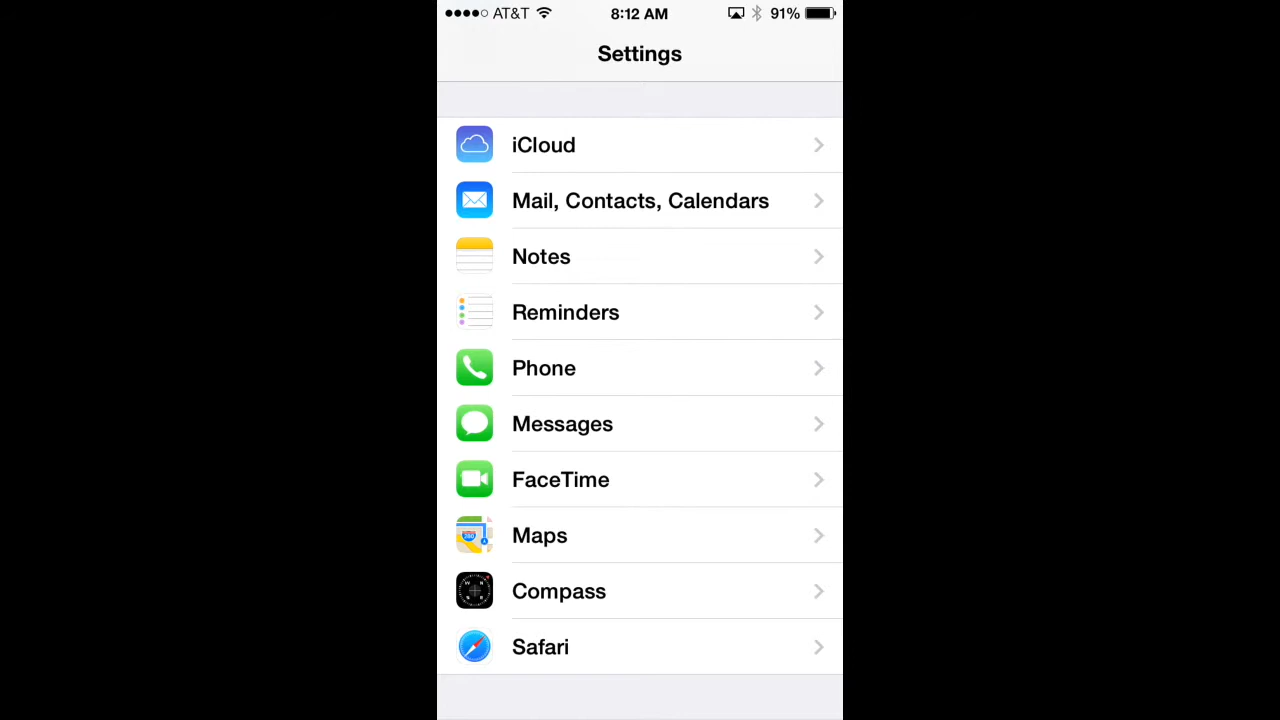 AT&T 8:12 AM 91%
Settings
iCloud
Mail, Contacts, Calendars
Notes
Reminders
Phone
Messages
FaceTime
Maps
Compass
Safari